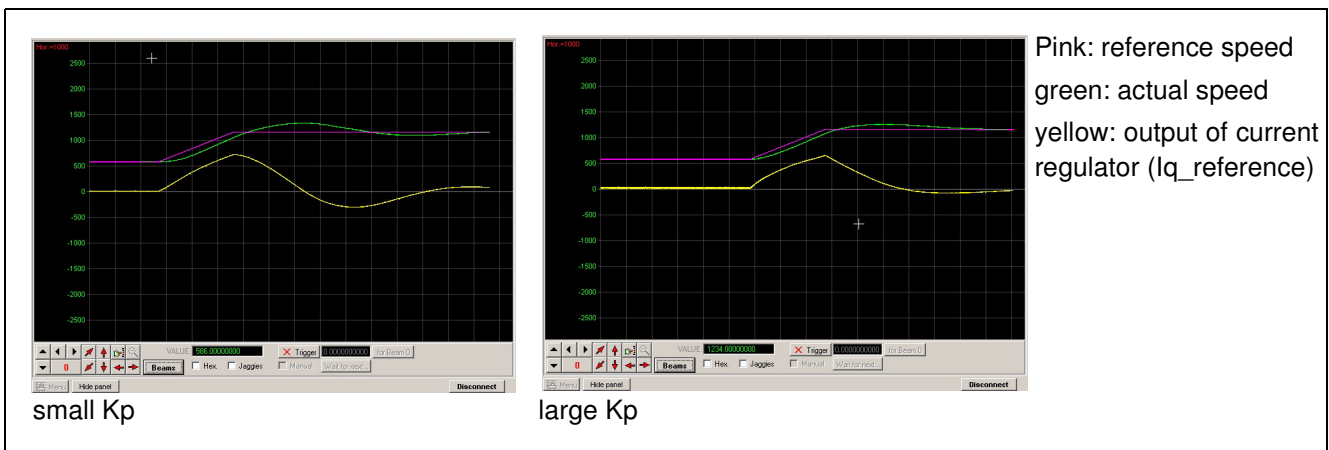 Hor.=1000
2500
2000
1500
1000
500
0
-500
-1000
-1500
-2000
-2500
VALUE: 586.00000000 Trigger 0.0000000000 for Beam 0
0 Beams Hex. Jaggies Manual Wait for next...
Menu Hide panel Disconnect
small Kp
Hor.=1000
2500
2000
1500
1000
500
0
-500
-1000
-1500
-2000
-2500
VALUE: 1234.00000000 Trigger 0.0000000000 for Beam 0
0 Beams Hex. Jaggies Manual Wait for next...
Menu Hide panel Disconnect
large Kp
Pink: reference speed
green: actual speed
yellow: output of current
regulator (Iq_reference)